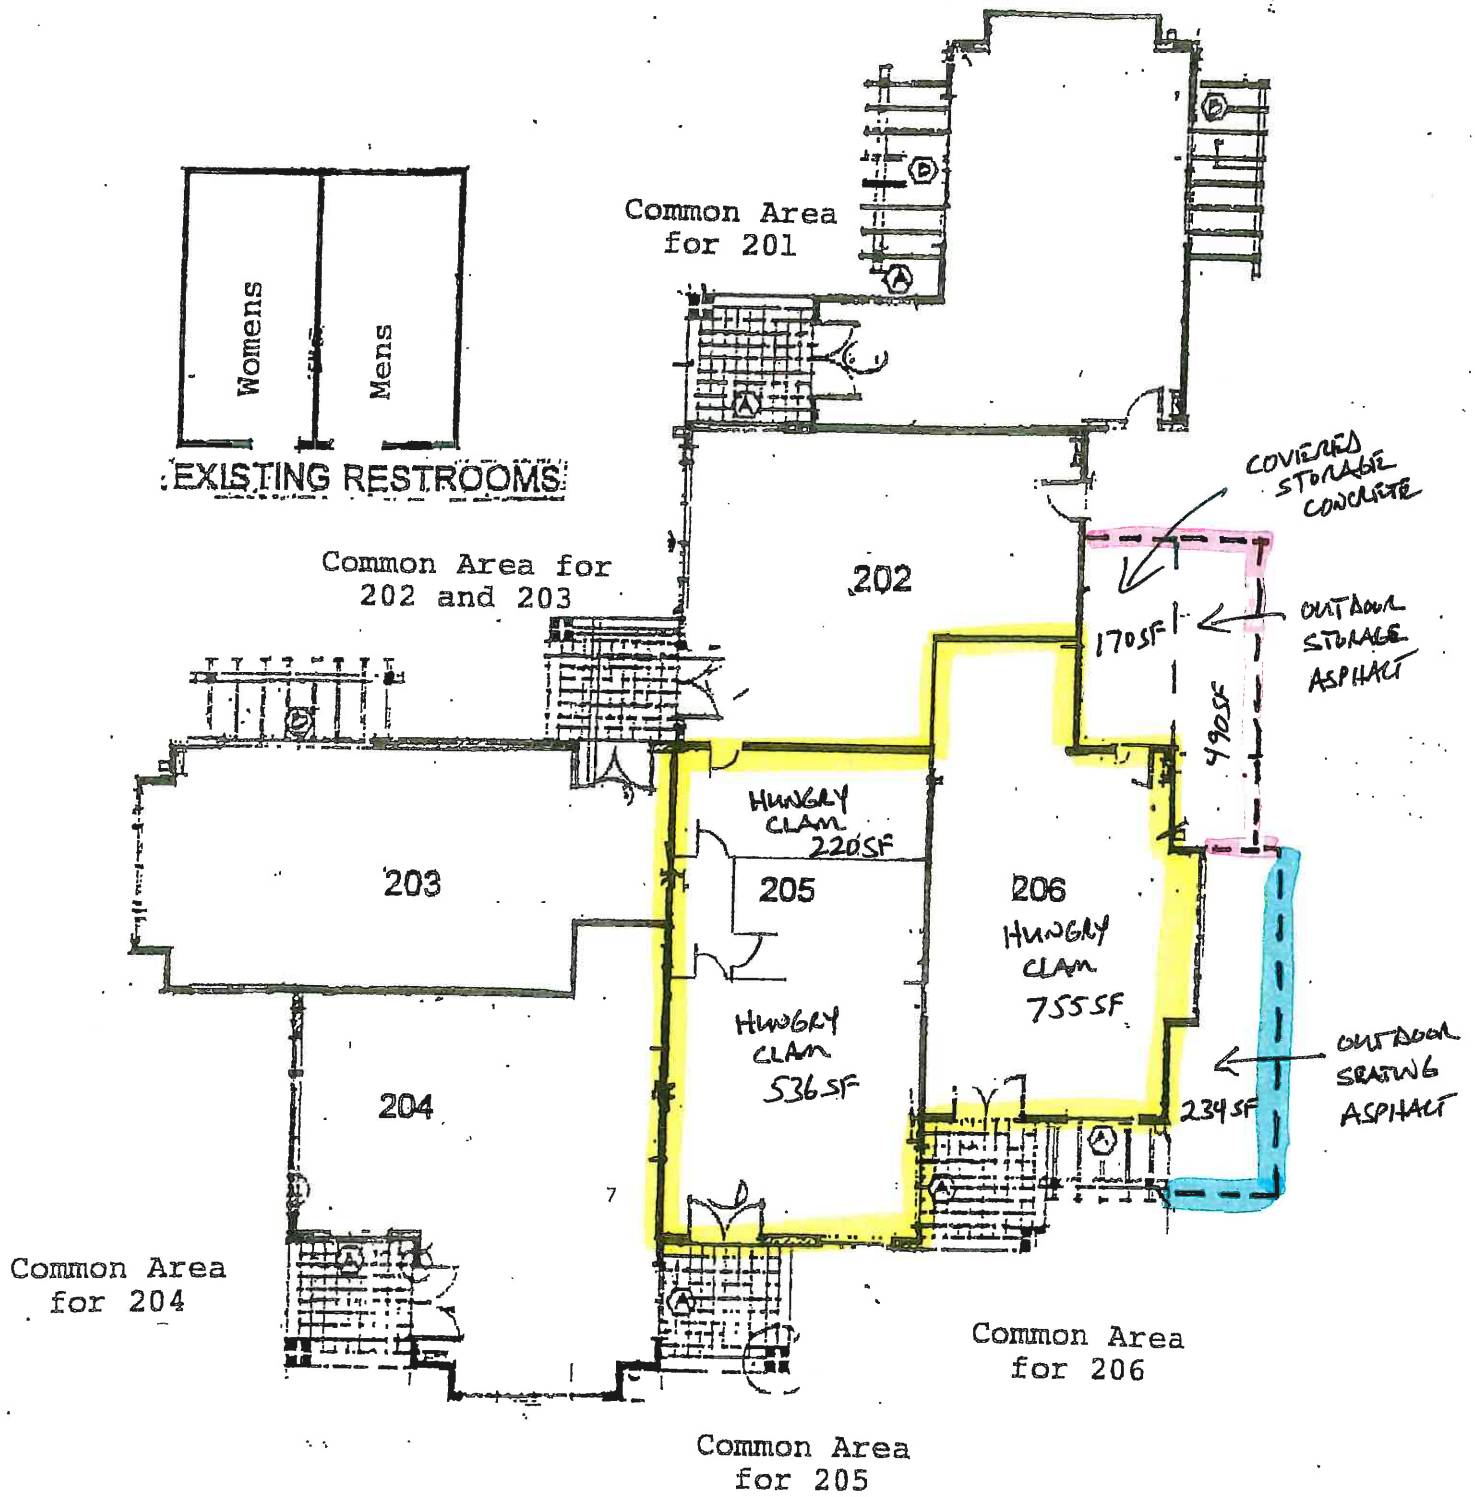 B
D
Common Area
for 201
A
A
Womens
Mens
EXISTING RESTROOMS
COVERED
STORAGE
CONCRETE
Common Area for
202 and 203
202
170SF
OUTDOOR
STORAGE
ASPHALT
490SF
D
HUNGRY
CLAM
220SF
203
205
206
HUNGRY
CLAM
755SF
HUNGRY
CLAM
536SF
OUTDOOR
SEATING
ASPHALT
234SF
204
A
A
7
Common Area
for 204
A
A
Common Area
for 206
Common Area
for 205